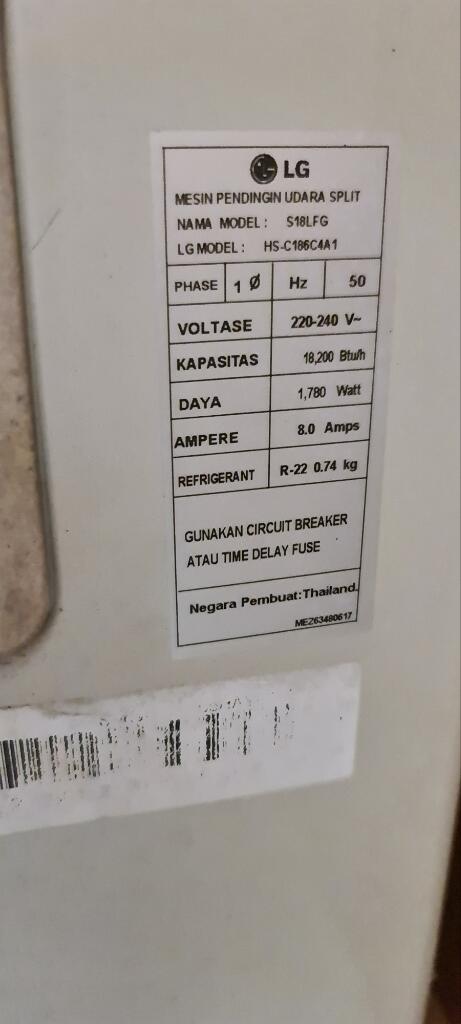 LG
MESIN PENDINGIN UDARA SPLIT
NAMA MODEL : S18LFG
LG MODEL : HS-C186C4A1
PHASE 1 Ø Hz 50
VOLTASE 220-240 V~
KAPASITAS 18,200 Btu/h
DAYA 1,780 Watt
AMPERE 8.0 Amps
REFRIGERANT R-22 0.74 kg
GUNAKAN CIRCUIT BREAKER
ATAU TIME DELAY FUSE
Negara Pembuat:Thailand.
MEZ63480617